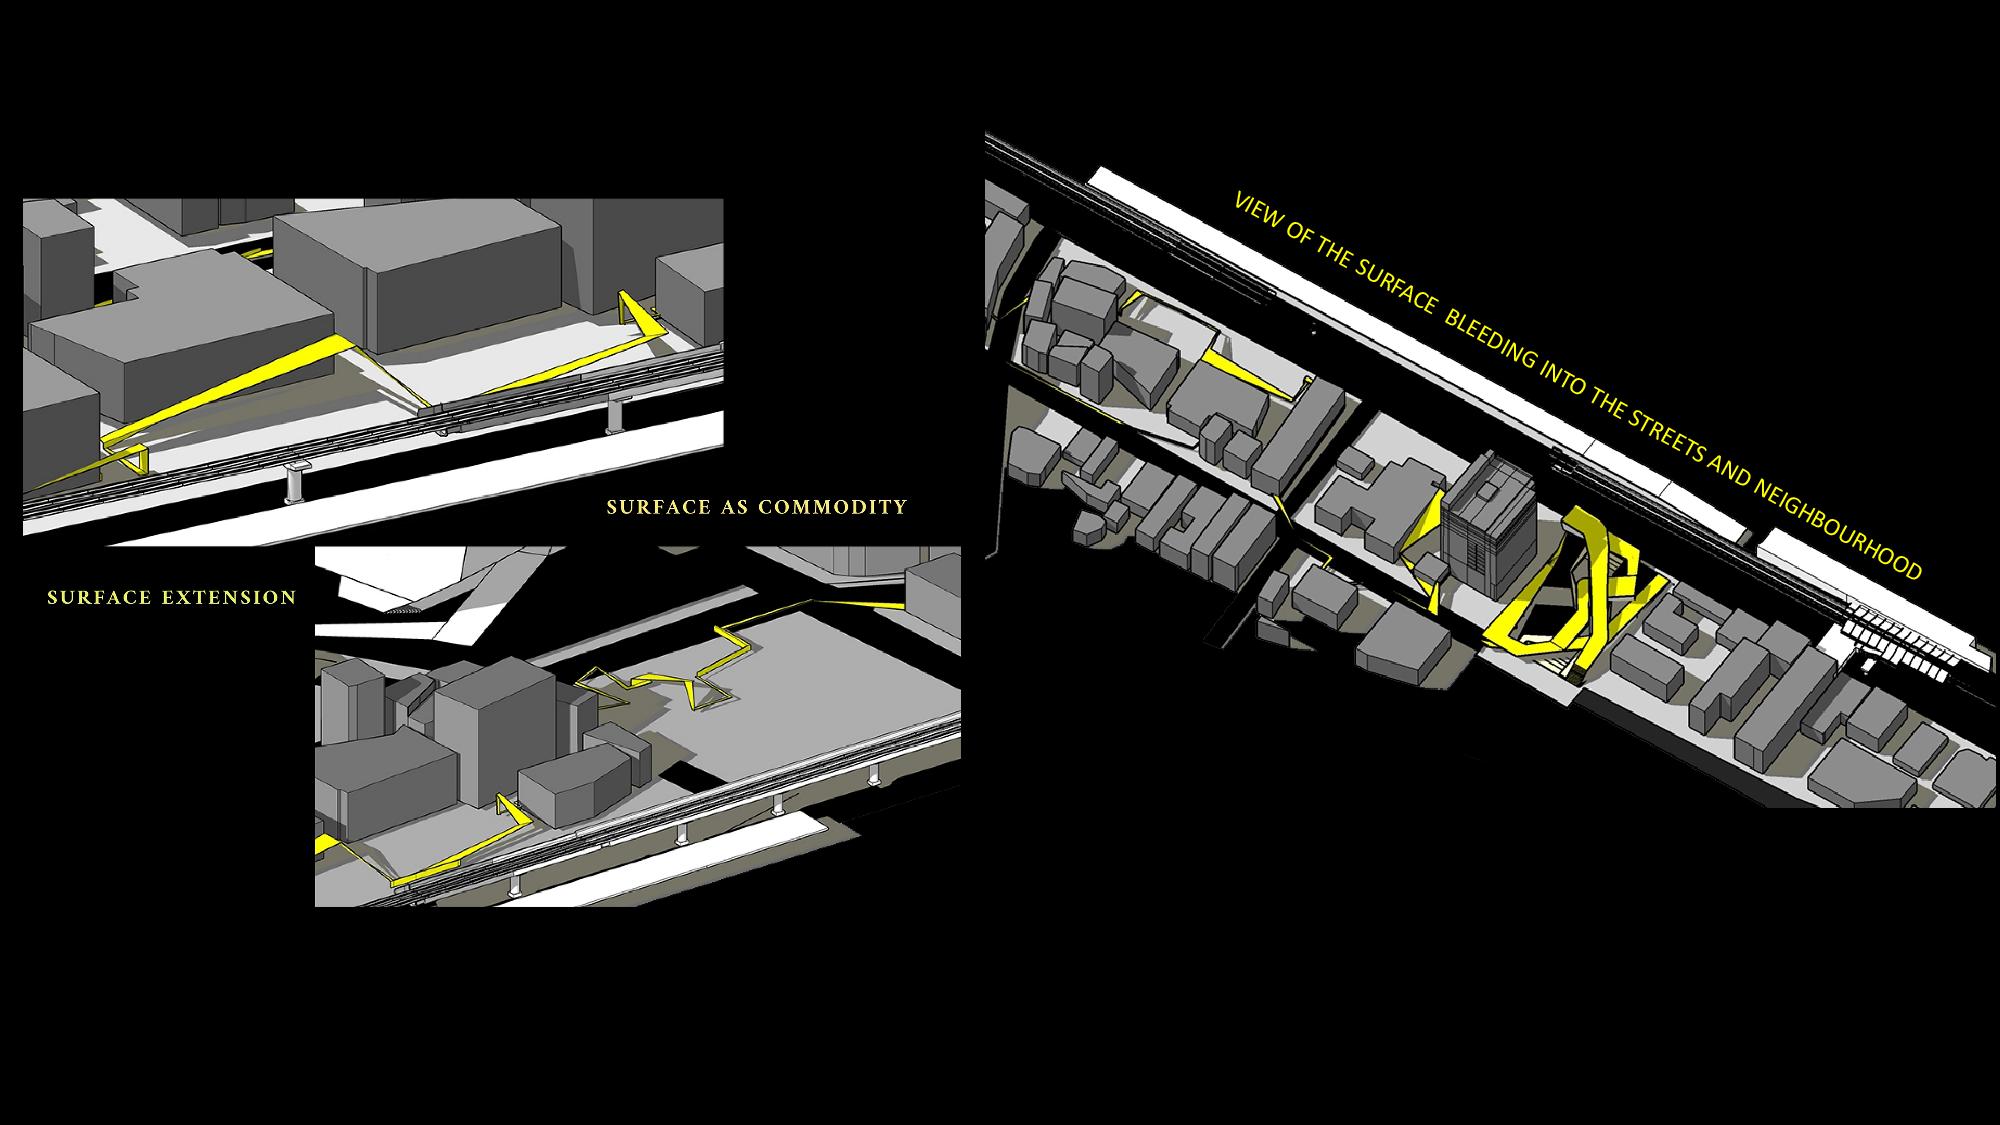 VIEW OF THE SURFACE BLEEDING INTO THE STREETS AND NEIGHBOURHOOD
SURFACE AS COMMODITY
SURFACE EXTENSION